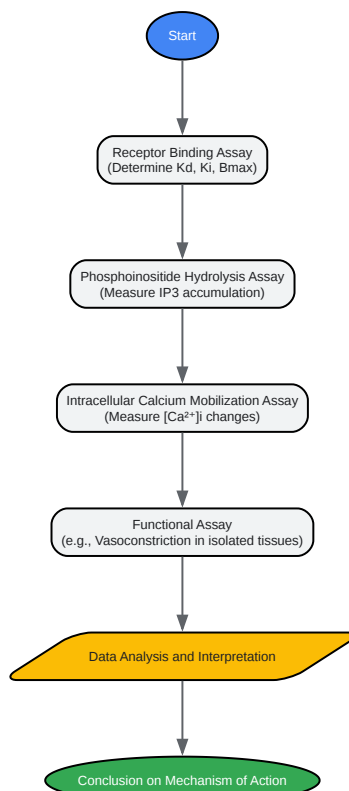 Start
Receptor Binding Assay
(Determine Kd, Ki, Bmax)
Phosphoinositide Hydrolysis Assay
(Measure IP3 accumulation)
Intracellular Calcium Mobilization Assay
(Measure [Ca²⁺]i changes)
Functional Assay
(e.g., Vasoconstriction in isolated tissues)
Data Analysis and Interpretation
Conclusion on Mechanism of Action